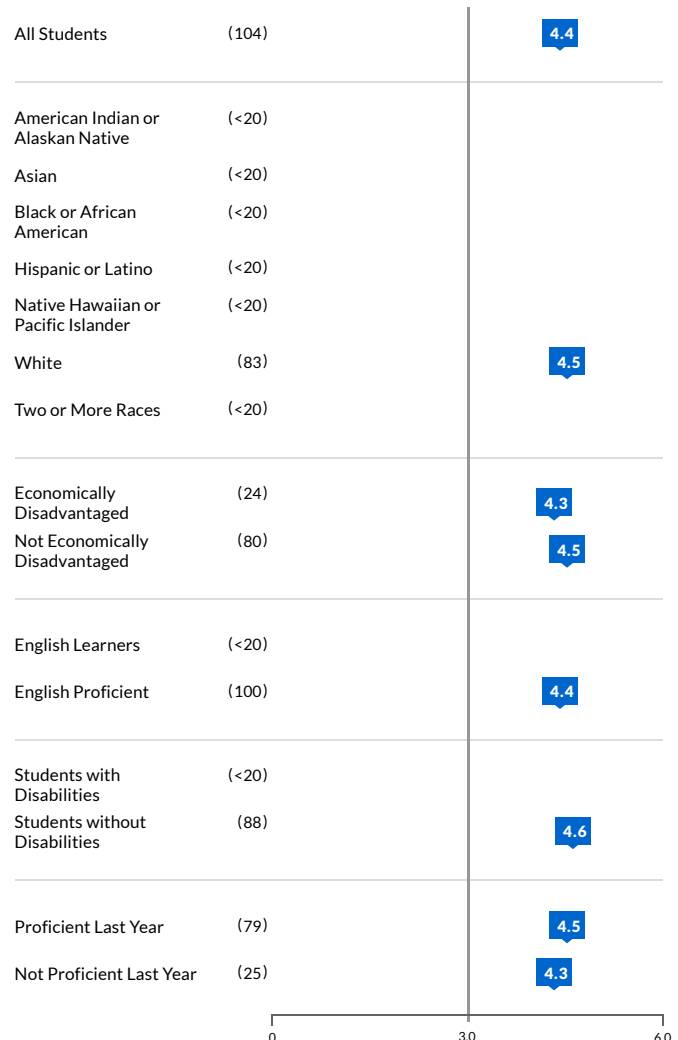 All Students (104) 4.4
American Indian or (<20)
Alaskan Native
Asian (<20)
Black or African (<20)
American
Hispanic or Latino (<20)
Native Hawaiian or (<20)
Pacific Islander
White (83) 4.5
Two or More Races (<20)
Economically (24) 4.3
Disadvantaged
Not Economically (80) 4.5
Disadvantaged
English Learners (<20)
English Proficient (100) 4.4
Students with (<20)
Disabilities
Students without (88) 4.6
Disabilities
Proficient Last Year (79) 4.5
Not Proficient Last Year (25) 4.3
0 3.0 6.0